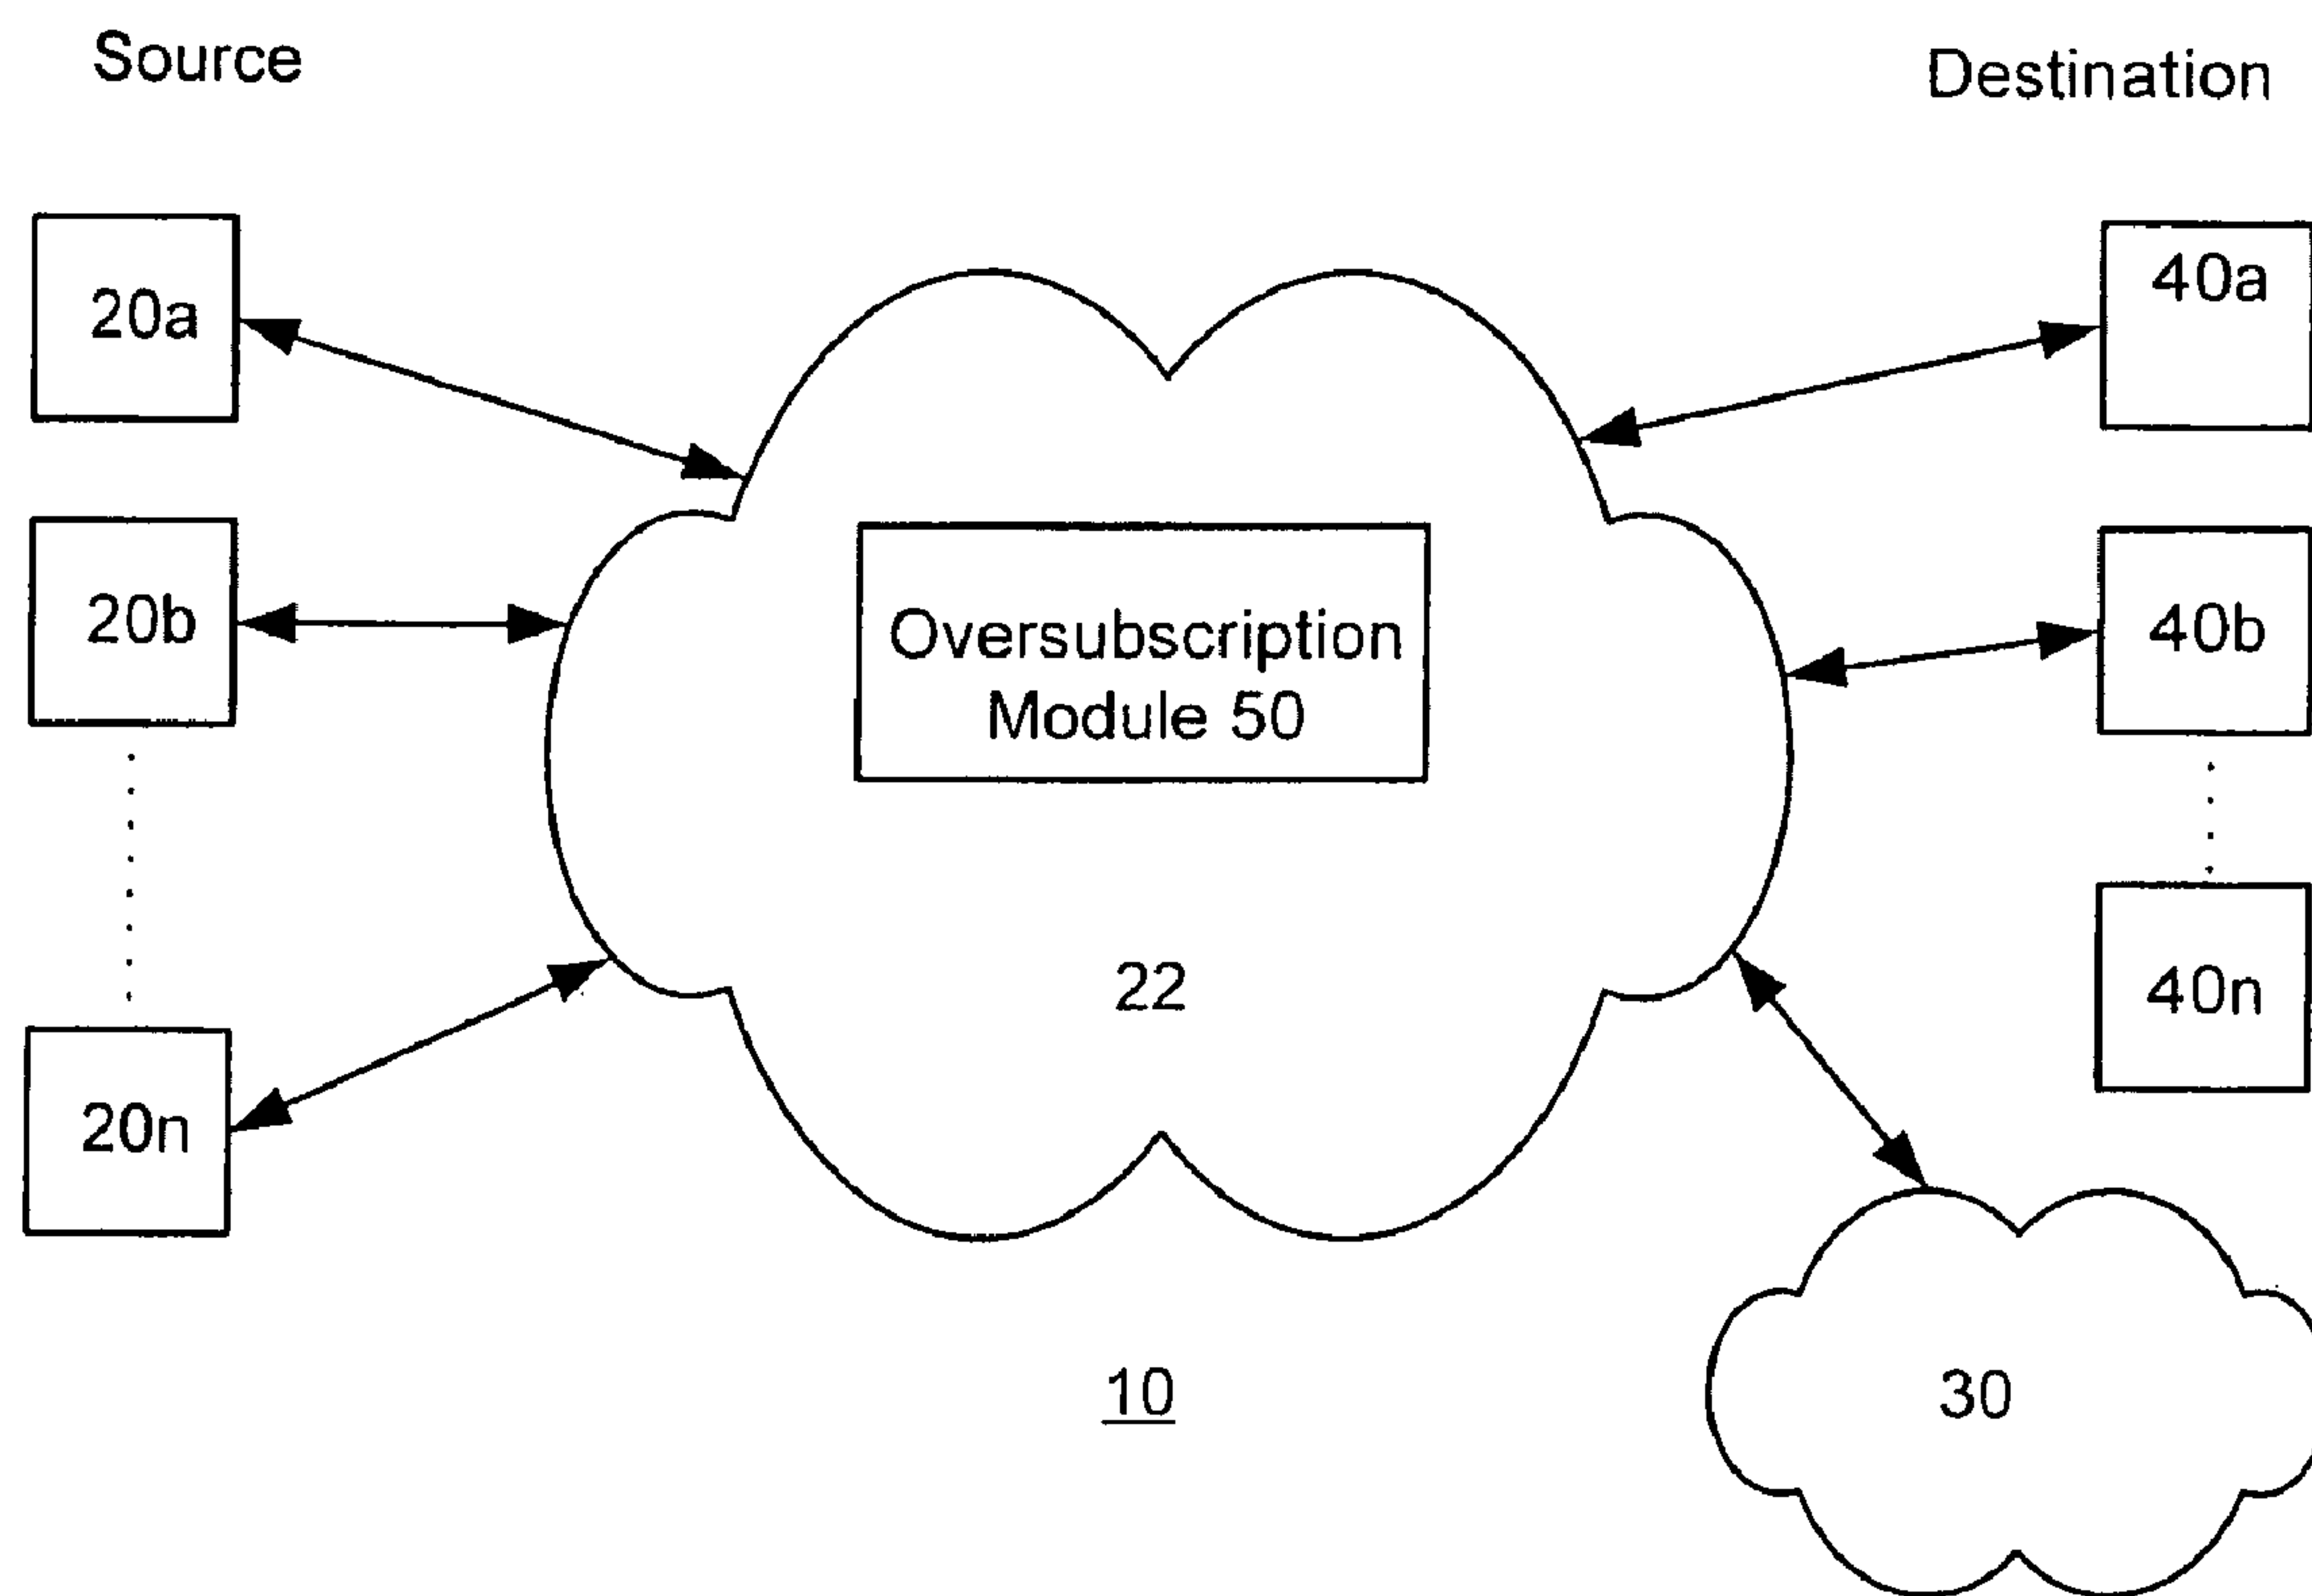 Source
Destination
20a
40a
20b
Oversubscription
Module 50
40b
22
40n
20n
10
30